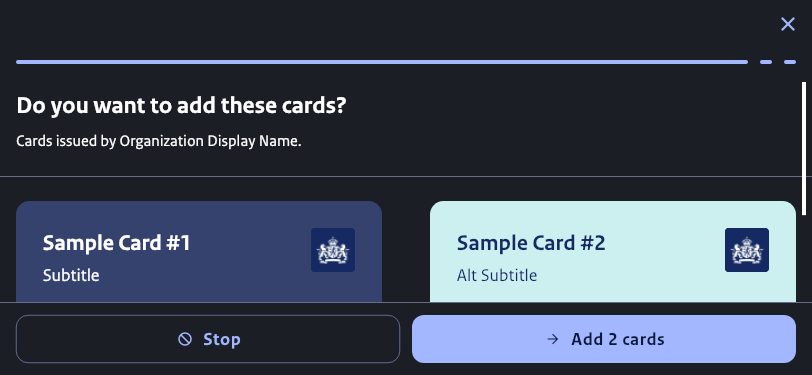 Do you want to add these cards?
Cards issued by Organization Display Name.
Sample Card #1
Subtitle
Sample Card #2
Alt Subtitle
Stop
Add 2 cards